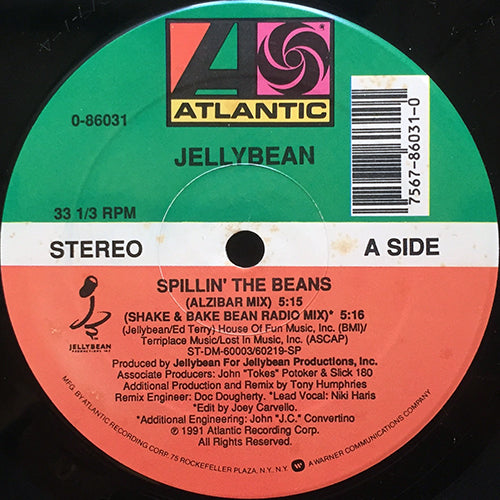 ATLANTIC
0-86031
JELLYBEAN
7567-86031-0
33 1/3 RPM
STEREO
A SIDE
SPILLIN' THE BEANS
(ALZIBAR MIX) 5:15
(SHAKE & BAKE BEAN RADIO MIX)* 5:16
(Jellybean/Ed Terry) House Of Fun Music, Inc. (BMI)/
Terriplace Music/Lost In Music, Inc. (ASCAP)
ST-DM-60003/60219-SP
JELLYBEAN
PRODUCTIONS INC
Produced For Jellybean For Jellybean Productions, Inc.
Associate Producers: John "Tokes" Potoker & Slick 180
Additional Production and Remix by Tony Humphries
Remix Engineer: Doc Dougherty. *Lead Vocal: Niki Haris
*Edit by Joey Carvello.
*Additional Engineering: John "J.C." Convertino
℗ 1991 Atlantic Recording Corp.
All Rights Reserved.
MFG. BY ATLANTIC RECORDING CORP. 75 ROCKEFELLER PLAZA, N.Y., N.Y. A WARNER COMMUNICATIONS COMPANY